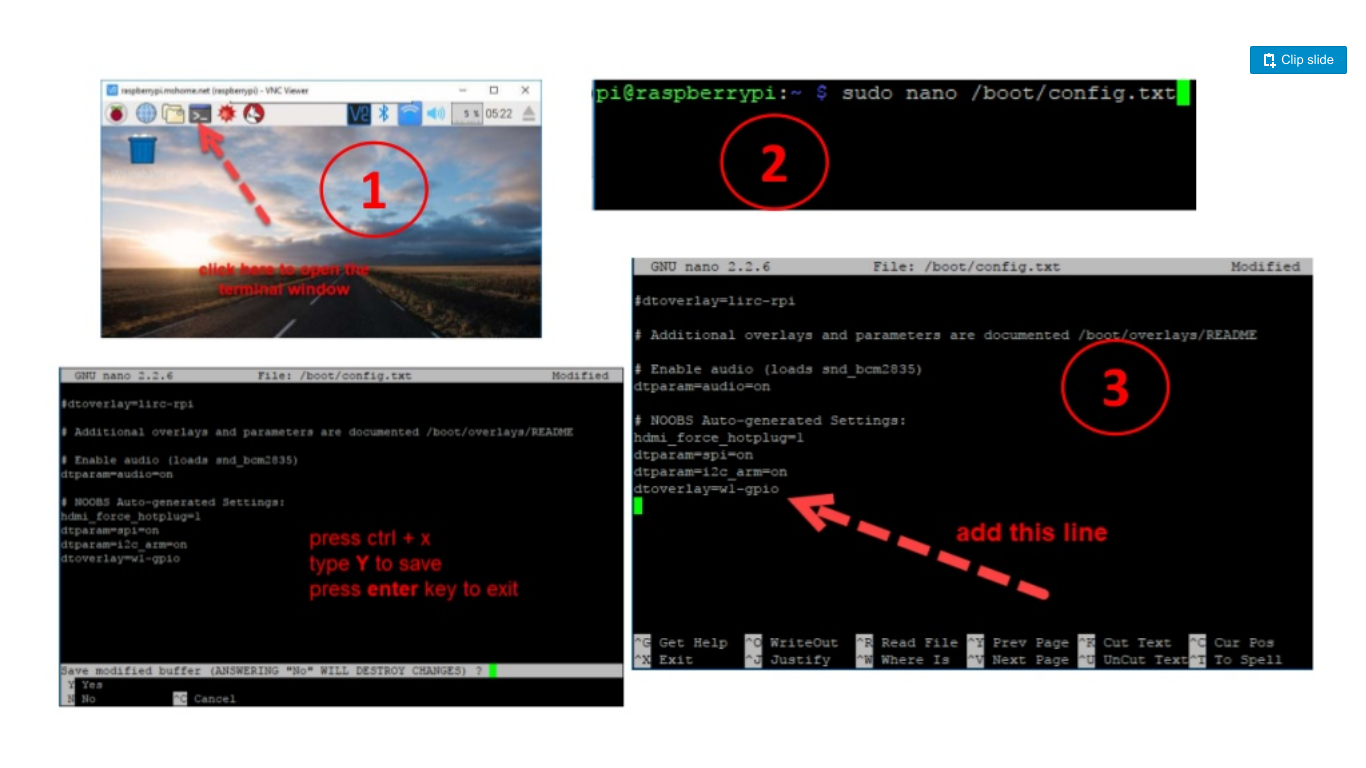 Clip slide
raspberrypi.mshome.net (raspberrypi) - VNC Viewer
5 %
05:22
1
click here to open the
terminal window
pi@raspberrypi:~ $ sudo nano /boot/config.txt
2
GNU nano 2.2.6 File: /boot/config.txt Modified
#dtoverlay=lirc-rpi
# Additional overlays and parameters are documented /boot/overlays/README
# Enable audio (loads snd_bcm2835)
dtparam=audio=on
# NOOBS Auto-generated Settings:
hdmi_force_hotplug=1
dtparam=spi=on
dtparam=i2c_arm=on
dtoverlay=w1-gpio
3
add this line
^G Get Help ^O WriteOut ^R Read File ^Y Prev Page ^K Cut Text ^C Cur Pos
^X Exit ^J Justify ^W Where Is ^V Next Page ^U UnCut Text ^T To Spell
GNU nano 2.2.6 File: /boot/config.txt Modified
#dtoverlay=lirc-rpi
# Additional overlays and parameters are documented /boot/overlays/README
# Enable audio (loads snd_bcm2835)
dtparam=audio=on
# NOOBS Auto-generated Settings:
hdmi_force_hotplug=1
dtparam=spi=on
dtparam=i2c_arm=on
dtoverlay=w1-gpio
press ctrl + x
type Y to save
press enter key to exit
Save modified buffer (ANSWERING "No" WILL DESTROY CHANGES) ?
Y Yes
N No ^C Cancel